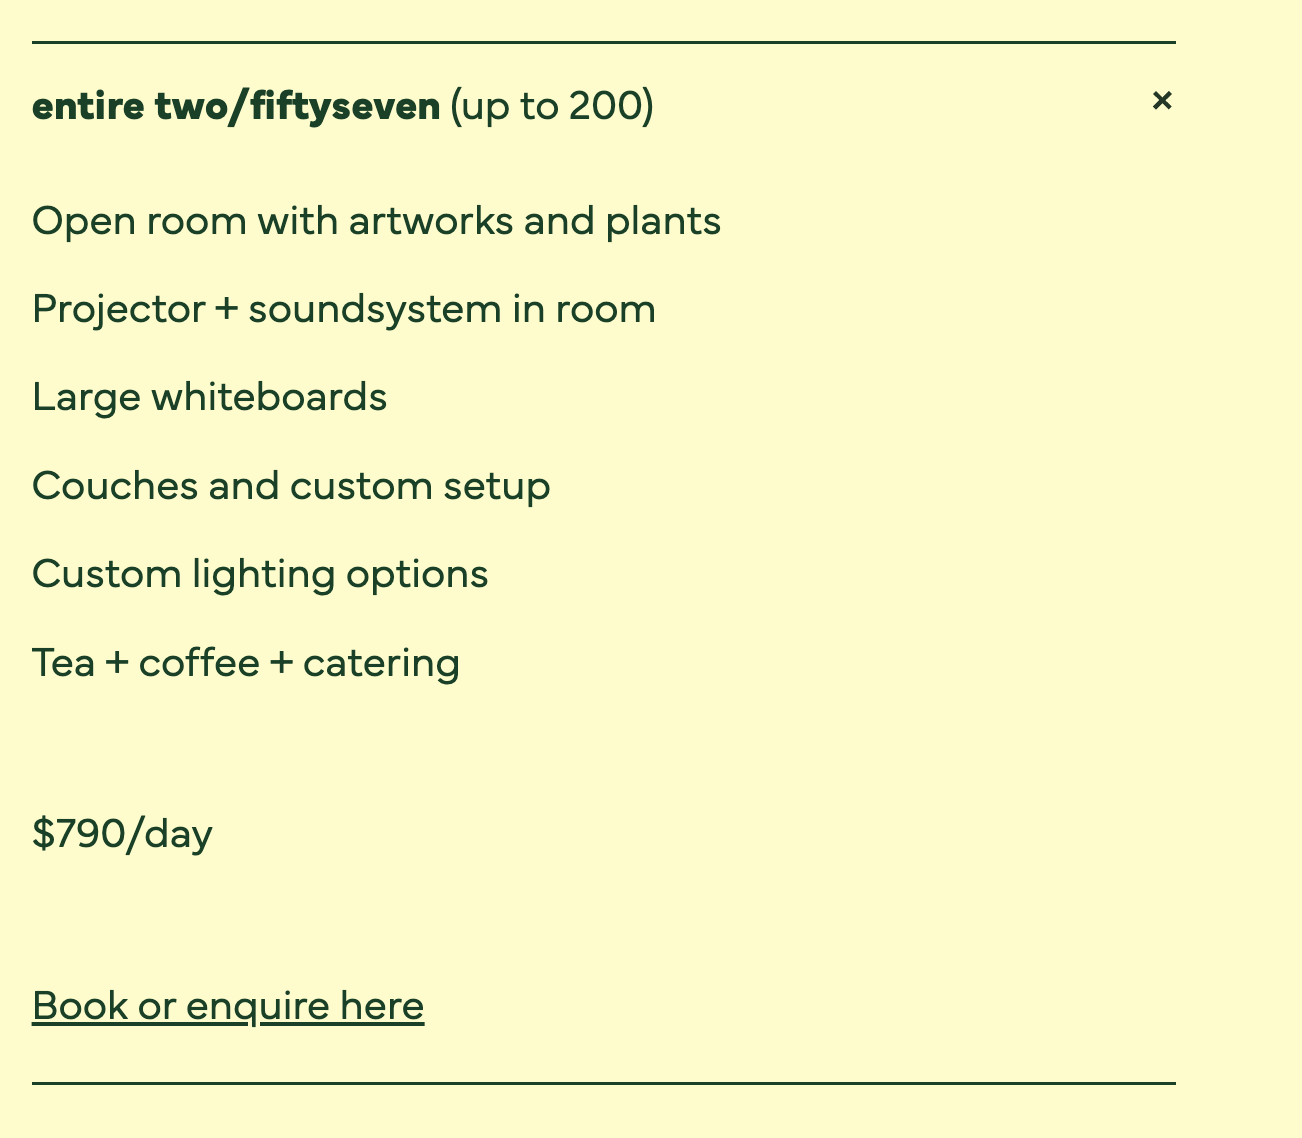 entire two/fiftyseven (up to 200) ×
Open room with artworks and plants
Projector + soundsystem in room
Large whiteboards
Couches and custom setup
Custom lighting options
Tea + coffee + catering
$790/day
Book or enquire here